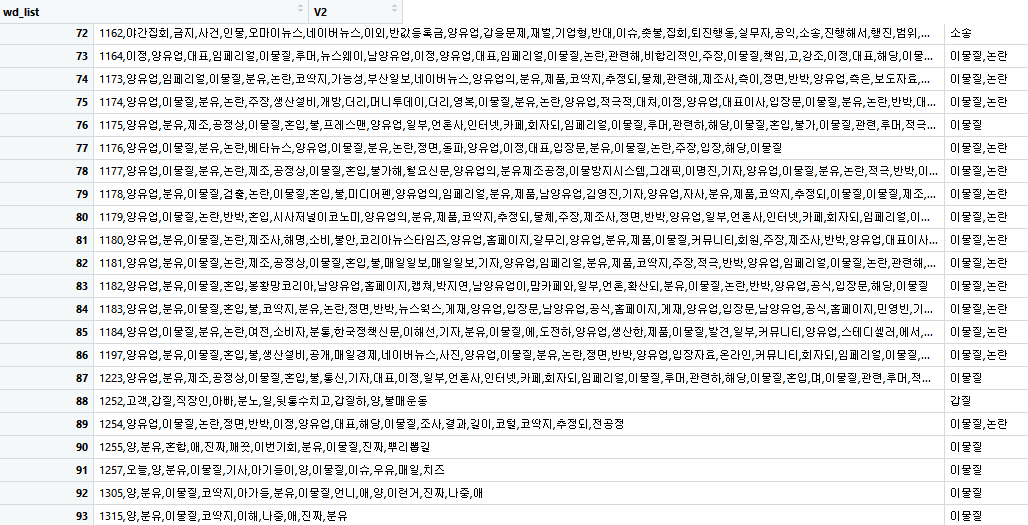 wd_list V2
72 1162,야간집회,금지,사건,인물,오마이뉴스,네이버뉴스,이외,반값등록금,양유업,갑응문제,재벌,기업형,반대,이슈,촛불,집회,퇴진행동,실무자,공익,소송,진행해서,행진,범위,... 소송
73 1164,이정,양유업,대표,임페리얼,이물질,루머,뉴스웨이,남양유업,이정,양유업,대표,임페리얼,이물질,분유,논란,관련해,비합리적인,주장,이물질,책임,고,강조,이정,대표,해당,이물... 이물질,논란
74 1173,양유업,임페리얼,이물질,분유,논란,코딱지,가능성,부산일보,네이버뉴스,양유업의,분유,제품,코딱지,추정되,물체,관련해,제조사,측이,정면,반박,양유업,측은,보도자료,... 이물질,논란
75 1174,양유업,이물질,분유,논란,주장,생산설비,개방,더리,머니투데이,더리,영복,이물질,분유,논란,양유업,적극적,대처,이정,양유업,대표이사,입장문,이물질,분유,논란,반박,대... 이물질,논란
76 1175,양유업,분유,제조,공정상,이물질,혼입,불,프레스맨,양유업,일부,언론사,인터넷,카페,회자되,임페리얼,이물질,루머,관련하,해당,이물질,혼입,불가,이물질,관련,루머,적극... 이물질
77 1176,양유업,이물질,분유,논란,베타뉴스,양유업,이물질,분유,논란,정면,돌파,양유업,이정,대표,입장문,분유,이물질,논란,주장,입장,해당,이물질 이물질,논란
78 1177,양유업,분유,이물질,논란,제조,공정상,이물질,혼입,불가해,월요신문,양유업의,분유제조공정,이물방지시스템,그래픽,이명진,기자,양유업,이물질,분유,논란,적극,반박,이... 이물질,논란
79 1178,양유업,분유,이물질,검출,논란,이물질,혼입,불,미디어펜,양유업의,임페리얼,분유,제품,남양유업,김영진,기자,양유업,자사,분유,제품,코딱지,추정되,이물질,이물질,제조,... 이물질,논란
80 1179,양유업,이물질,논란,반박,혼입,시사저널이코노미,양유업의,분유,제품,코딱지,추정되,물체,주장,제조사,정면,반박,양유업,일부,언론사,인터넷,카페,회자되,임페리얼,이... 이물질,논란
81 1180,양유업,분유,이물질,논란,제조사,해명,소비,불안,코리아뉴스타임즈,양유업,홈페이지,갈무리,양유업,분유,제품,이물질,커뮤니티,회원,주장,제조사,반박,양유업,대표이사... 이물질,논란
82 1181,양유업,분유,이물질,논란,제조,공정상,이물질,혼입,불,매일일보,매일일보,기자,양유업,임페리얼,분유,제품,코딱지,주장,적극,반박,양유업,임페리얼,이물질,논란,관련해,... 이물질,논란
83 1182,양유업,분유,이물질,혼입,불황망코리아,남양유업,홈페이지,캡쳐,박지연,남양유업이,맘카페와,일부,언론,확산되,분유,이물질,논란,반박,양유업,공식,입장문,해당,이물질 이물질,논란
84 1183,양유업,분유,이물질,혼입,불,코딱지,분유,논란,정면,반박,뉴스웍스,게재,양유업,입장문,남양유업,공식,홈페이지,게재,양유업,입장문,남양유업,공식,홈페이지,민영빈,기... 이물질,논란
85 1184,양유업,이물질,분유,논란,여전,소비자,분통,한국정책신문,이해선,기자,분유,이물질,에,도전하,양유업,생산한,제품,이물질,발견,일부,커뮤니티,양유업,스테디셀러,에서,... 이물질,논란
86 1197,양유업,분유,이물질,혼입,불,생산설비,공개,매일경제,네이버뉴스,사진,양유업,이물질,분유,논란,정면,반박,양유업,입장자료,온라인,커뮤니티,회자되,임페리얼,이물질,... 이물질,논란
87 1223,양유업,분유,제조,공정상,이물질,혼입,불,통신,기자,대표,이정,일부,언론사,인터넷,카페,회자되,임페리얼,이물질,루머,관련하,해당,이물질,혼입,며,이물질,관련,루머,적... 이물질
88 1252,고객,갑질,직장인,아빠,분노,일,뒷통수치고,갑질하,양,불매운동 갑질
89 1254,양유업,이물질,논란,정면,반박,이정,양유업,대표,해당,이물질,조사,결과,길이,코털,코딱지,추정되,전공정 이물질,논란
90 1255,양,분유,혼합,애,진짜,깨끗,이번기회,분유,이물질,진짜,뿌리뽑길 이물질
91 1257,오늘,양,분유,이물질,기사,아기들이,양,이물질,이슈,우유,매일,치즈 이물질
92 1305,양,분유,이물질,코딱지,아가들,분유,이물질,언니,애,양,이런거,진짜,나중,애 이물질
93 1315,양,분유,이물질,코딱지,이해,나중,애,진짜,분유 이물질